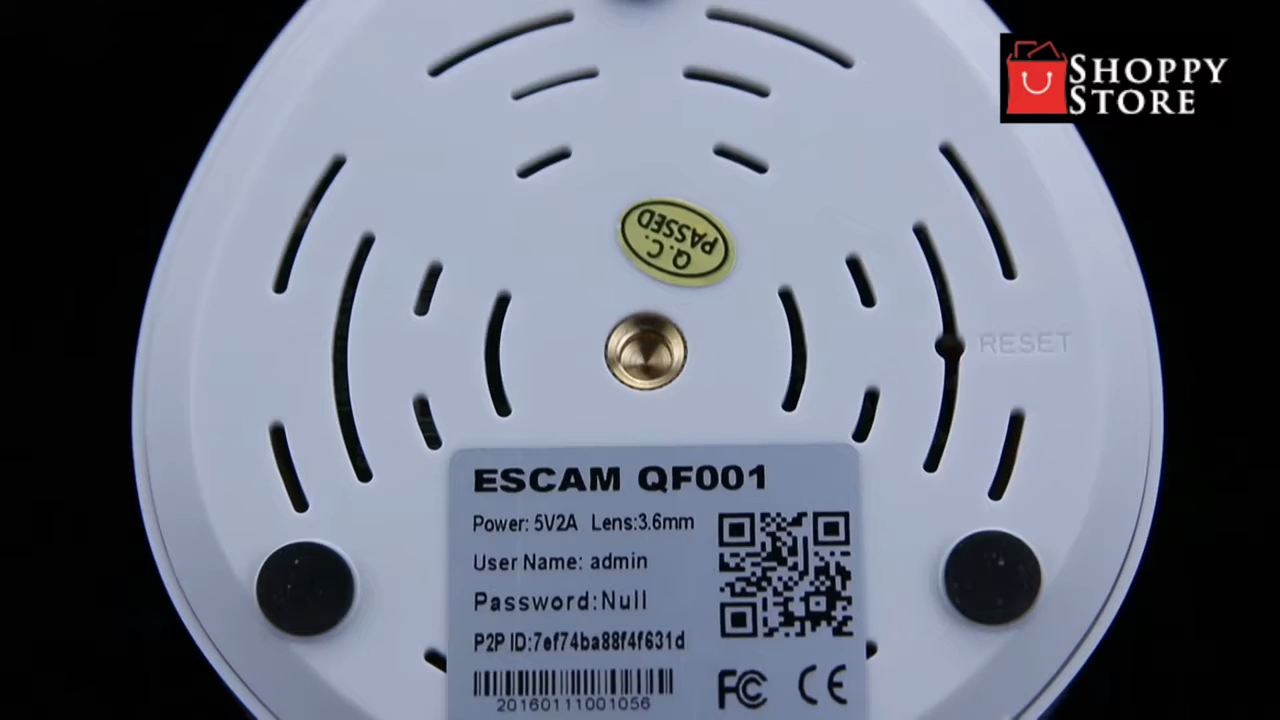 SHOPPY
STORE
Q.C.
PASSED
RESET
ESCAM QF001
Power: 5V2A Lens:3.6mm
User Name: admin
Password:Null
P2P ID:7ef74ba88f4f631d
20160111001056
FC CE